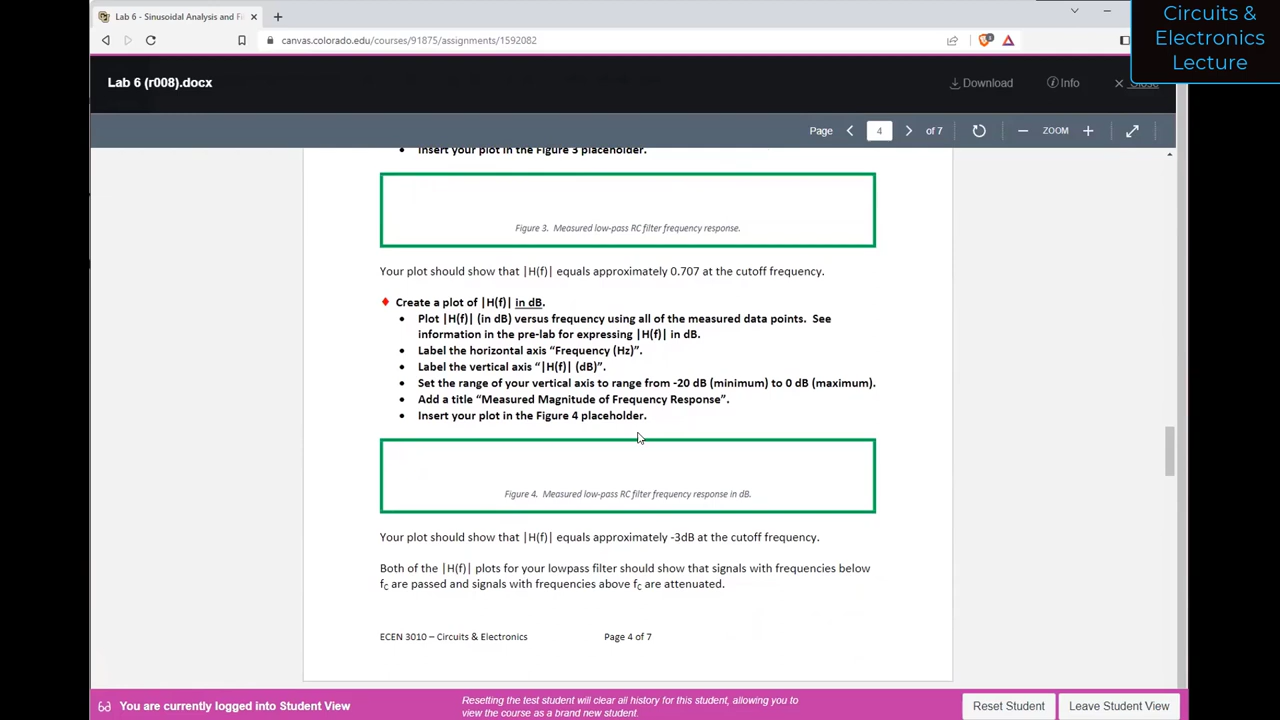 Lab 6 - Sinusoidal Analysis and Fi
canvas.colorado.edu/courses/91875/assignments/1592082
Circuits &
Electronics
Lecture
Lab 6 (r008).docx
Download
Info
Close
Page
4
of 7
ZOOM
• Insert your plot in the Figure 3 placeholder.
Figure 3. Measured low-pass RC filter frequency response.
Your plot should show that |H(f)| equals approximately 0.707 at the cutoff frequency.
♦ Create a plot of |H(f)| in dB.
• Plot |H(f)| (in dB) versus frequency using all of the measured data points. See
information in the pre-lab for expressing |H(f)| in dB.
• Label the horizontal axis “Frequency (Hz)”.
• Label the vertical axis “|H(f)| (dB)”.
• Set the range of your vertical axis to range from -20 dB (minimum) to 0 dB (maximum).
• Add a title “Measured Magnitude of Frequency Response”.
• Insert your plot in the Figure 4 placeholder.
Figure 4. Measured low-pass RC filter frequency response in dB.
Your plot should show that |H(f)| equals approximately -3dB at the cutoff frequency.
Both of the |H(f)| plots for your lowpass filter should show that signals with frequencies below
fC are passed and signals with frequencies above fC are attenuated.
ECEN 3010 – Circuits & Electronics
Page 4 of 7
You are currently logged into Student View
Resetting the test student will clear all history for this student, allowing you to
view the course as a brand new student.
Reset Student
Leave Student View